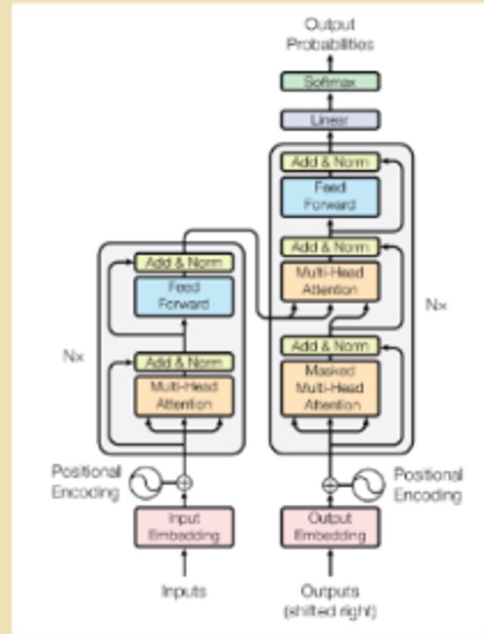 Output
Probabilities
Softmax
Linear
Add & Norm
Feed
Forward
Add & Norm
Multi-Head
Attention
Add & Norm
Masked
Multi-Head
Attention
Nx
Add & Norm
Feed
Forward
Add & Norm
Multi-Head
Attention
Nx
Positional
Encoding
Positional
Encoding
Input
Embedding
Output
Embedding
Inputs
Outputs
(shifted right)